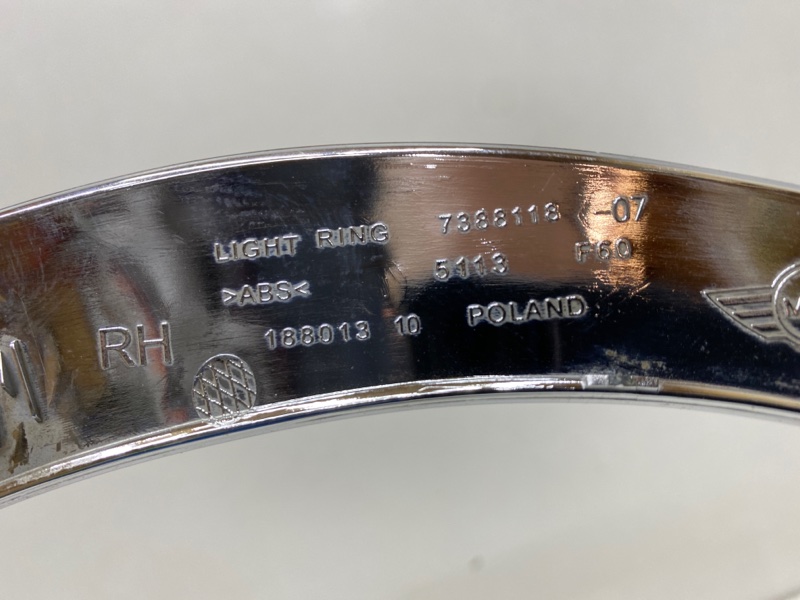 LIGHT RING 7388118 -07
5113 F60
>ABS<
188013 10 POLAND
RH